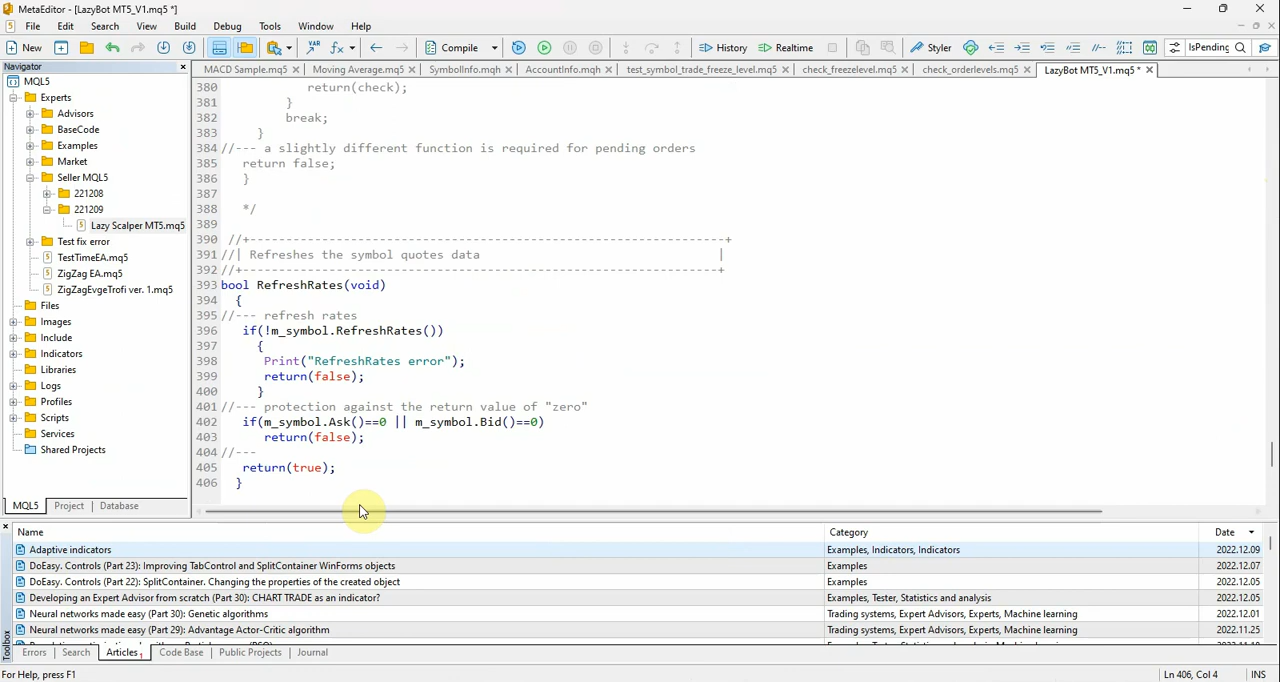 MetaEditor - [LazyBot MT5_V1.mq5 *]
File Edit Search View Build Debug Tools Window Help
New Compile History Realtime Styler IsPending
Navigator
MACD Sample.mq5 Moving Average.mq5 SymbolInfo.mqh AccountInfo.mqh test_symbol_trade_freeze_level.mq5 check_freezelevel.mq5 check_orderlevels.mq5 LazyBot MT5_V1.mq5 *
MQL5
Experts
Advisors
BaseCode
Examples
Market
Seller MQL5
221208
221209
Lazy Scalper MT5.mq5
Test fix error
TestTimeEA.mq5
ZigZag EA.mq5
ZigZagEvgeTrofi ver. 1.mq5
Files
Images
Include
Indicators
Libraries
Logs
Profiles
Scripts
Services
Shared Projects
MQL5 Project Database
380 return(check);
381 }
382 break;
383 }
384 //--- a slightly different function is required for pending orders
385 return false;
386 }
387
388 */
389
390 //+------------------------------------------------------------------+
391 //| Refreshes the symbol quotes data |
392 //+------------------------------------------------------------------+
393 bool RefreshRates(void)
394 {
395 //--- refresh rates
396 if(!m_symbol.RefreshRates())
397 {
398 Print("RefreshRates error");
399 return(false);
400 }
401 //--- protection against the return value of "zero"
402 if(m_symbol.Ask()==0 || m_symbol.Bid()==0)
403 return(false);
404 //---
405 return(true);
406 }
Name Category Date
Adaptive indicators Examples, Indicators, Indicators 2022.12.09
DoEasy. Controls (Part 23): Improving TabControl and SplitContainer WinForms objects Examples 2022.12.07
DoEasy. Controls (Part 22): SplitContainer. Changing the properties of the created object Examples 2022.12.05
Developing an Expert Advisor from scratch (Part 30): CHART TRADE as an indicator? Examples, Tester, Statistics and analysis 2022.12.05
Neural networks made easy (Part 30): Genetic algorithms Trading systems, Expert Advisors, Experts, Machine learning 2022.12.01
Neural networks made easy (Part 29): Advantage Actor-Critic algorithm Trading systems, Expert Advisors, Experts, Machine learning 2022.11.25
Toolbox
Errors Search Articles 1 Code Base Public Projects Journal
For Help, press F1 Ln 406, Col 4 INS